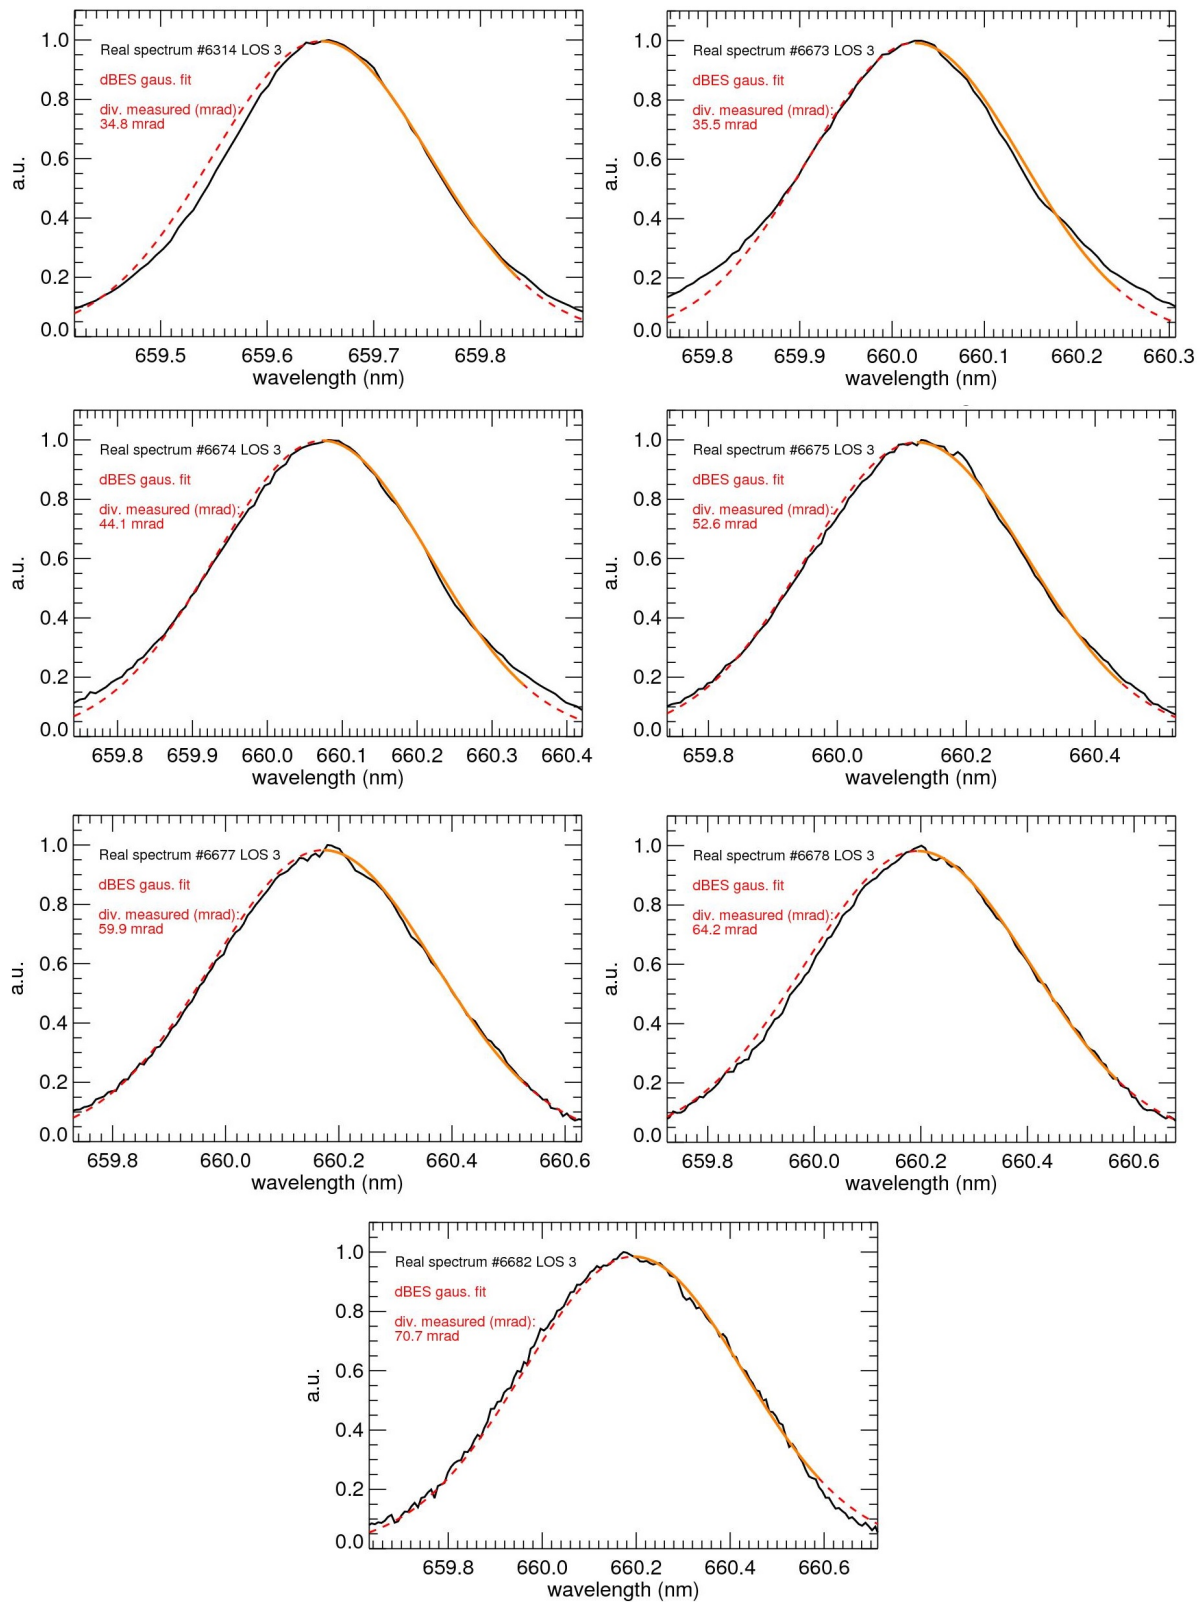 Real spectrum #6314 LOS 3
dBES gaus. fit
div. measured (mrad):
34.8 mrad
a.u.
1.0
0.8
0.6
0.4
0.2
0.0
659.5 659.6 659.7 659.8
wavelength (nm)
Real spectrum #6673 LOS 3
dBES gaus. fit
div. measured (mrad):
35.5 mrad
a.u.
1.0
0.8
0.6
0.4
0.2
0.0
659.8 659.9 660.0 660.1 660.2 660.3
wavelength (nm)
Real spectrum #6674 LOS 3
dBES gaus. fit
div. measured (mrad):
44.1 mrad
a.u.
1.0
0.8
0.6
0.4
0.2
0.0
659.8 659.9 660.0 660.1 660.2 660.3 660.4
wavelength (nm)
Real spectrum #6675 LOS 3
dBES gaus. fit
div. measured (mrad):
52.6 mrad
a.u.
1.0
0.8
0.6
0.4
0.2
0.0
659.8 660.0 660.2 660.4
wavelength (nm)
Real spectrum #6677 LOS 3
dBES gaus. fit
div. measured (mrad):
59.9 mrad
a.u.
1.0
0.8
0.6
0.4
0.2
0.0
659.8 660.0 660.2 660.4 660.6
wavelength (nm)
Real spectrum #6678 LOS 3
dBES gaus. fit
div. measured (mrad):
64.2 mrad
a.u.
1.0
0.8
0.6
0.4
0.2
0.0
659.8 660.0 660.2 660.4 660.6
wavelength (nm)
Real spectrum #6682 LOS 3
dBES gaus. fit
div. measured (mrad):
70.7 mrad
a.u.
1.0
0.8
0.6
0.4
0.2
0.0
659.8 660.0 660.2 660.4 660.6
wavelength (nm)